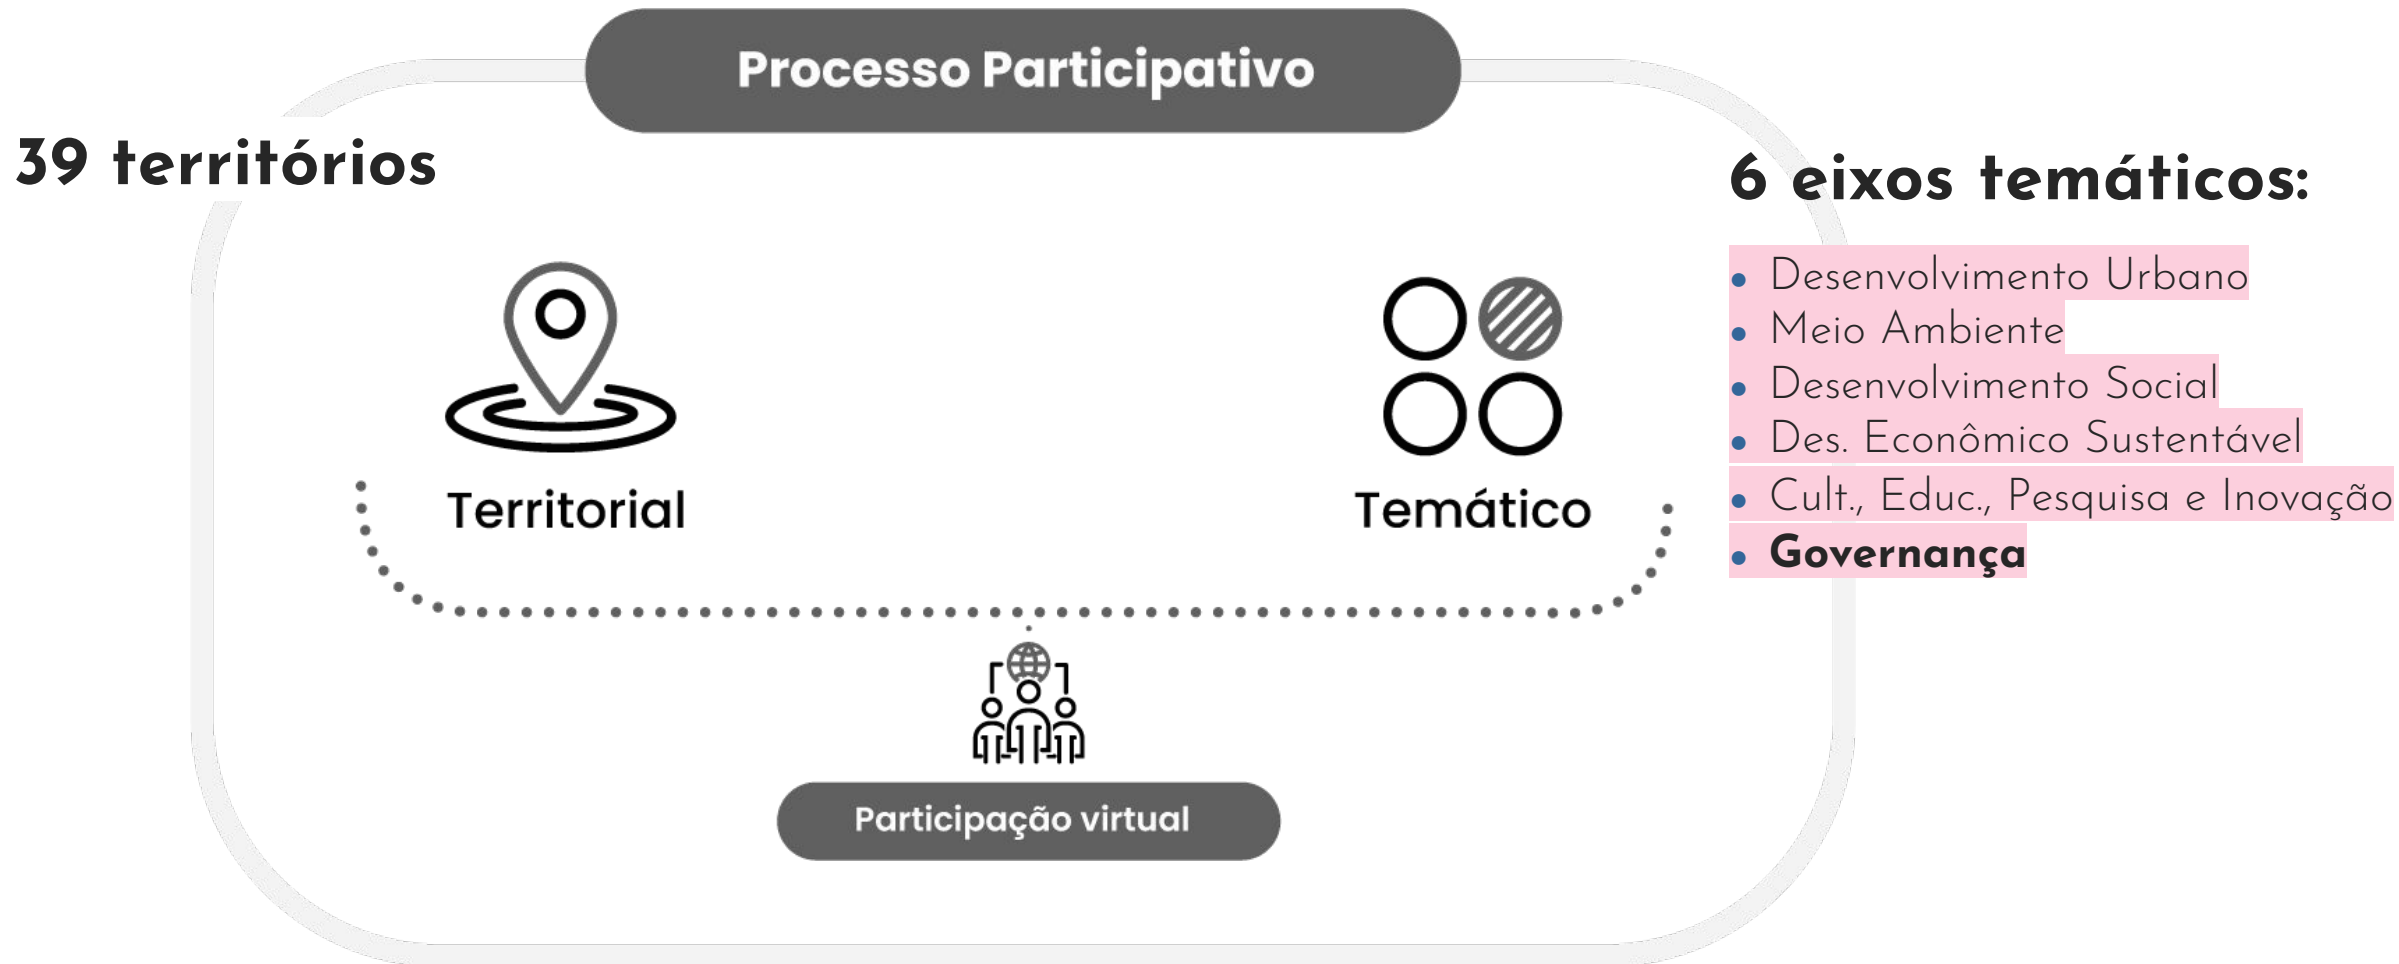 Processo Participativo
39 territórios
6 eixos temáticos:
• Desenvolvimento Urbano
• Meio Ambiente
• Desenvolvimento Social
• Des. Econômico Sustentável
• Cult., Educ., Pesquisa e Inovação
• Governança
Territorial
Temático
Participação virtual